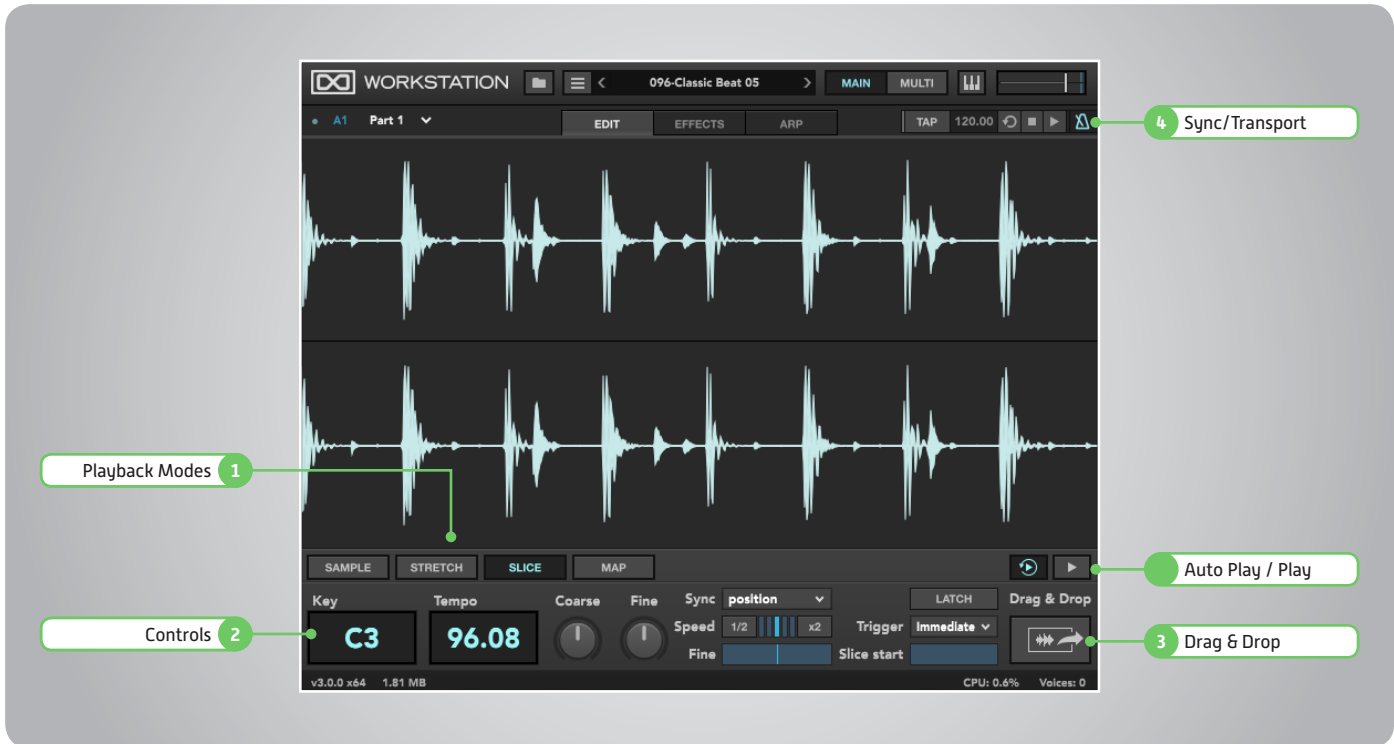 WORKSTATION 096-Classic Beat 05 MAIN MULTI
A1 Part 1 EDIT EFFECTS ARP TAP 120.00
4 Sync/Transport
Playback Modes 1
SAMPLE STRETCH SLICE MAP
Auto Play / Play
Key Tempo Coarse Fine Sync position LATCH Drag & Drop
Controls 2
C3 96.08 Speed 1/2 x2 Trigger Immediate
3 Drag & Drop
Fine Slice start
v3.0.0 x64 1.81 MB CPU: 0.6% Voices: 0